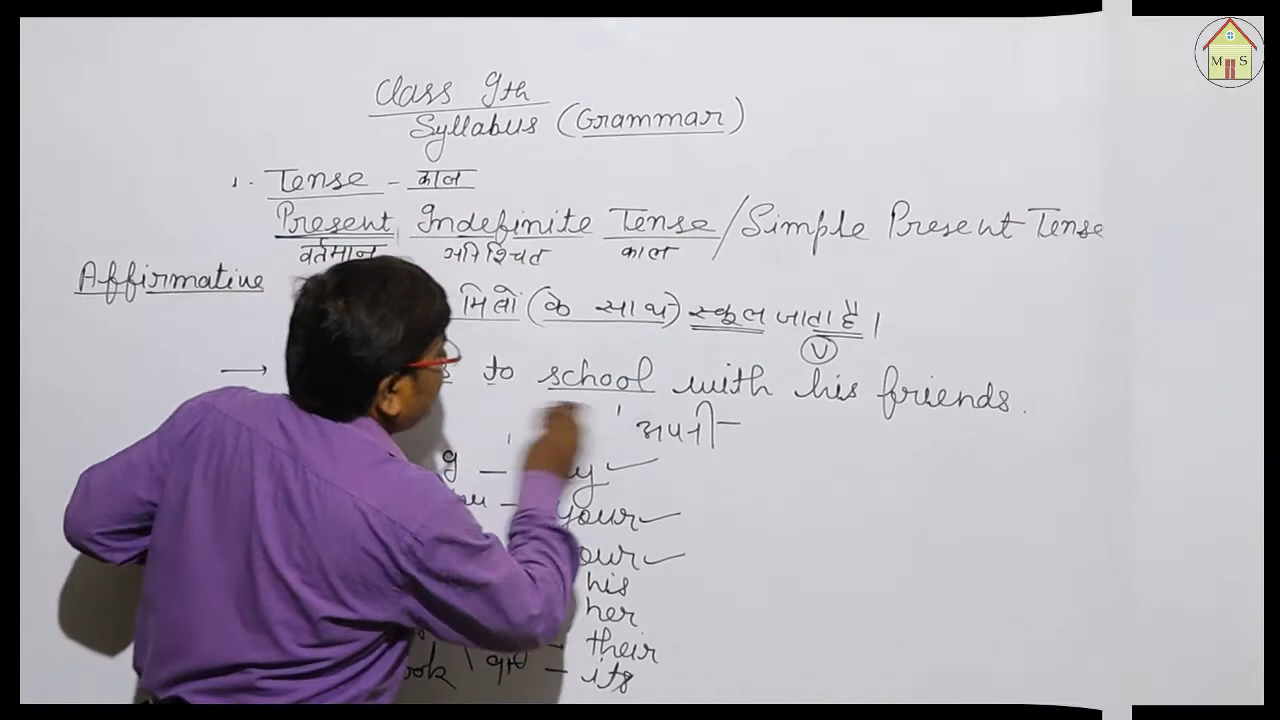 Class 9th
Syllabus (Grammar)
1. Tense - काल
Present Indefinite Tense / Simple Present Tense
वर्तमान अनिश्चित काल
Affirmative
मित्रों (के साथ) स्कूल जाता है।
V
→ to school with his friends.
अपनी
my
your
our
his
her
their
its
M S